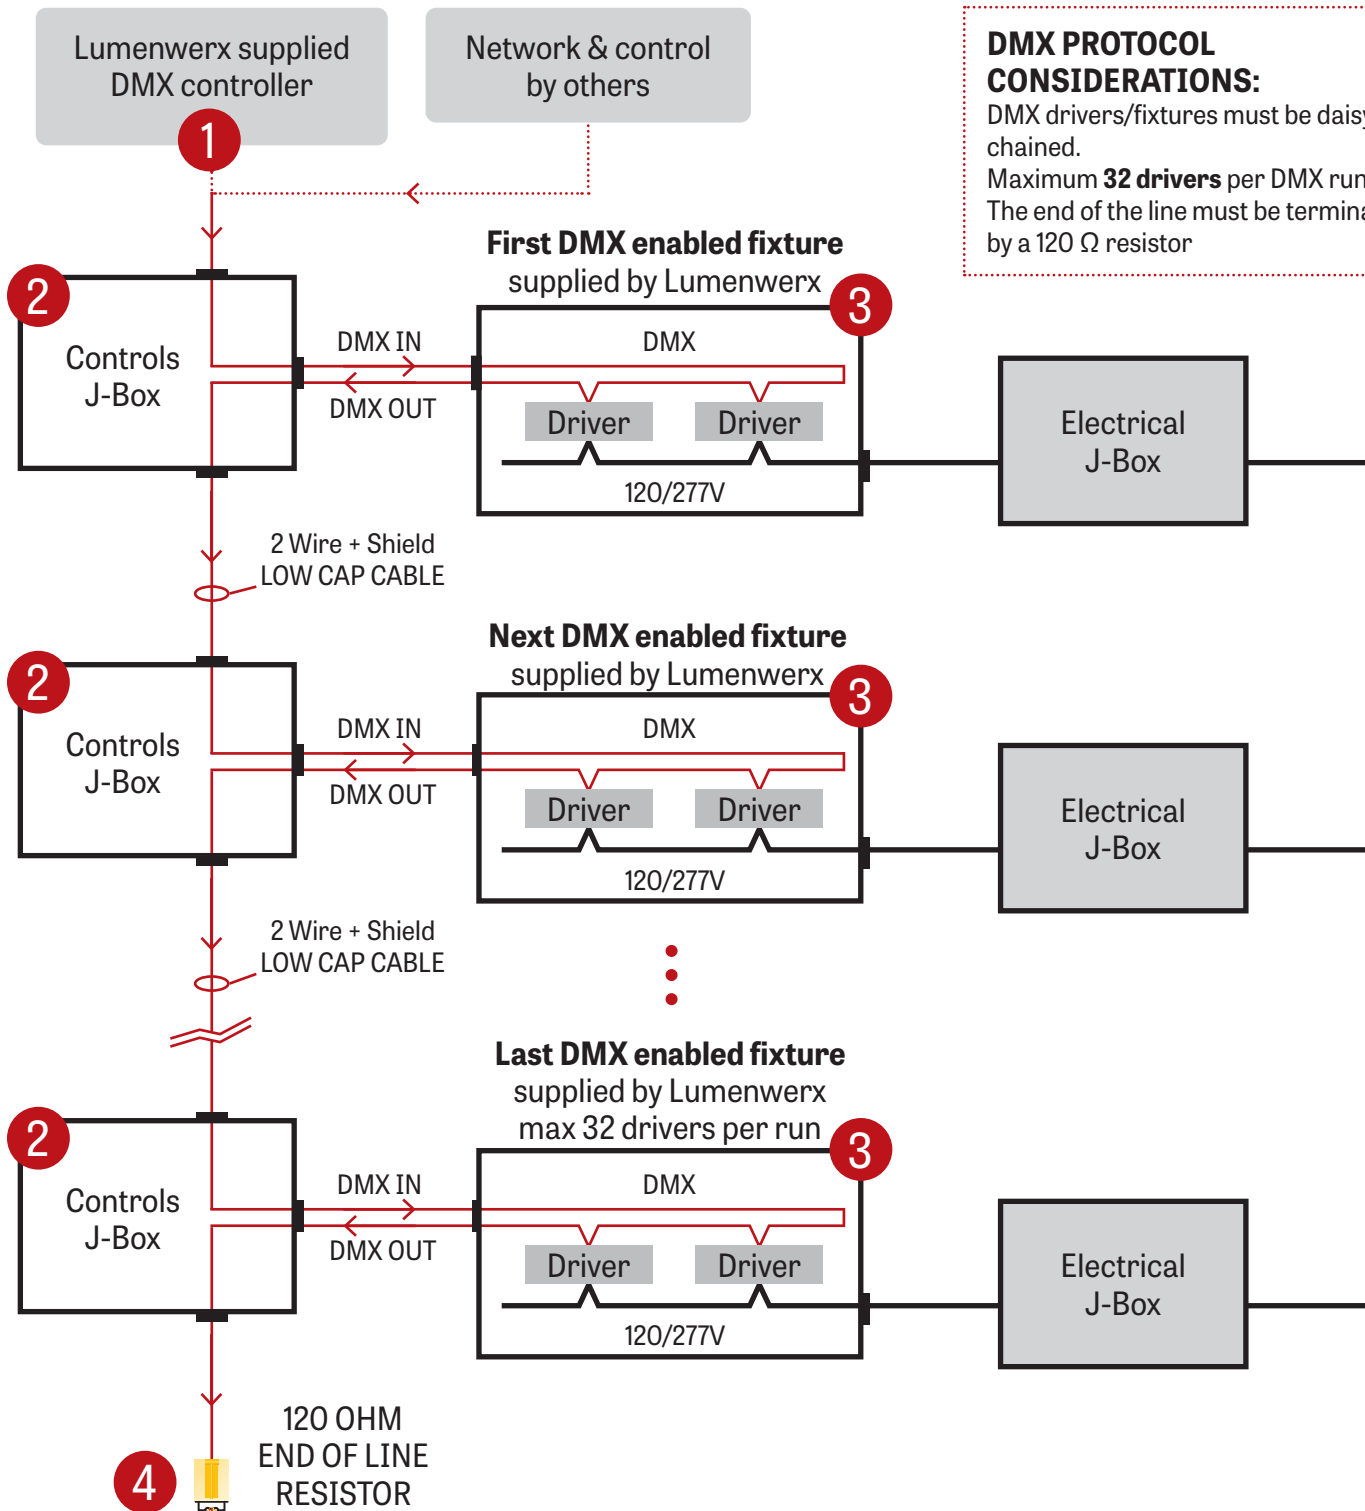 Lumenwerx supplied
DMX controller
1
Network & control
by others
DMX PROTOCOL
CONSIDERATIONS:
DMX drivers/fixtures must be daisy
chained.
Maximum 32 drivers per DMX run
The end of the line must be termina
by a 120 Ω resistor
First DMX enabled fixture
supplied by Lumenwerx
2
Controls
J-Box
DMX IN
DMX OUT
3
DMX
Driver
Driver
120/277V
Electrical
J-Box
2 Wire + Shield
LOW CAP CABLE
Next DMX enabled fixture
supplied by Lumenwerx
2
Controls
J-Box
DMX IN
DMX OUT
3
DMX
Driver
Driver
120/277V
Electrical
J-Box
2 Wire + Shield
LOW CAP CABLE
Last DMX enabled fixture
supplied by Lumenwerx
max 32 drivers per run
2
Controls
J-Box
DMX IN
DMX OUT
3
DMX
Driver
Driver
120/277V
Electrical
J-Box
4
120 OHM
END OF LINE
RESISTOR